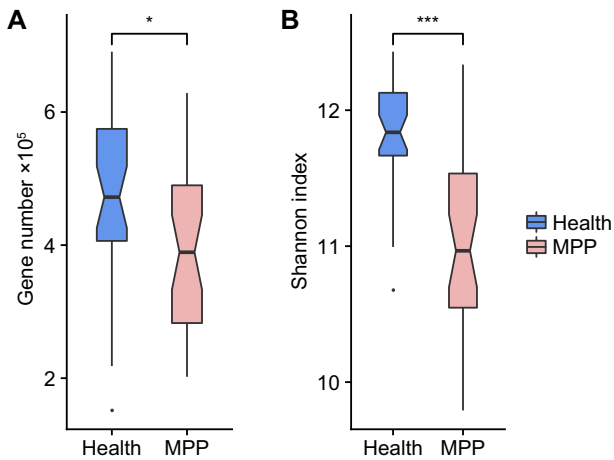 A
B
*
***
Gene number ×10⁵
6
4
2
Health MPP
Shannon index
12
11
10
Health MPP
Health
MPP